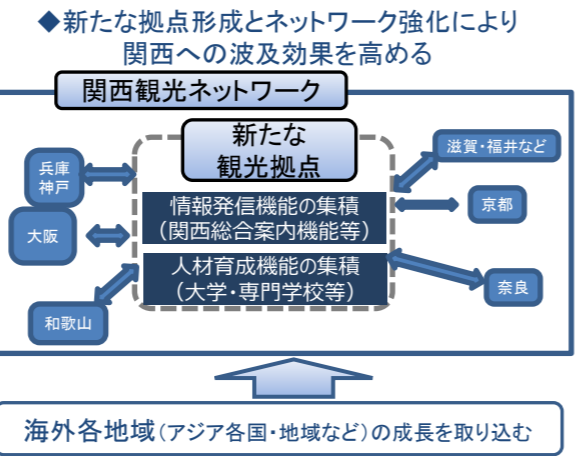 ◆新たな拠点形成とネットワーク強化により
関西への波及効果を高める
関西観光ネットワーク
新たな
観光拠点
兵庫
神戸
滋賀・福井など
情報発信機能の集積
（関西総合案内機能等）
京都
大阪
人材育成機能の集積
（大学・専門学校等）
奈良
和歌山
海外各地域（アジア各国・地域など）の成長を取り込む